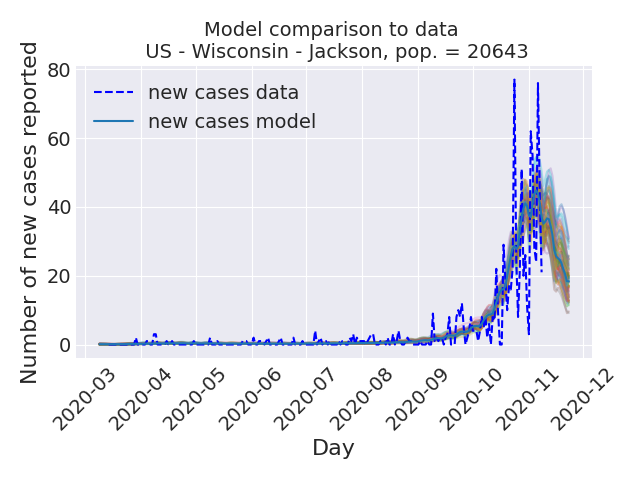 Model comparison to data
US - Wisconsin - Jackson, pop. = 20643
Number of new cases reported
80
60
40
20
0
new cases data
new cases model
2020-03
2020-04
2020-05
2020-06
2020-07
2020-08
2020-09
2020-10
2020-11
2020-12
Day